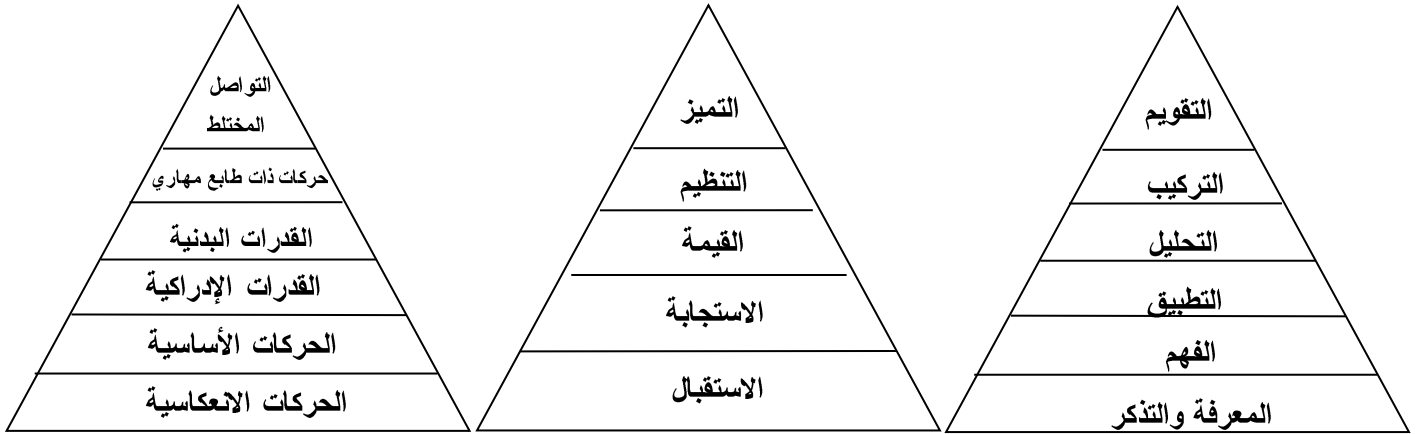 التقويم
التركيب
التحليل
التطبيق
الفهم
المعرفة والتذكر
التميز
التنظيم
القيمة
الاستجابة
الاستقبال
التواصل
المختلط
حركات ذات طابع مهاري
القدرات البدنية
القدرات الإدراكية
الحركات الأساسية
الحركات الانعكاسية